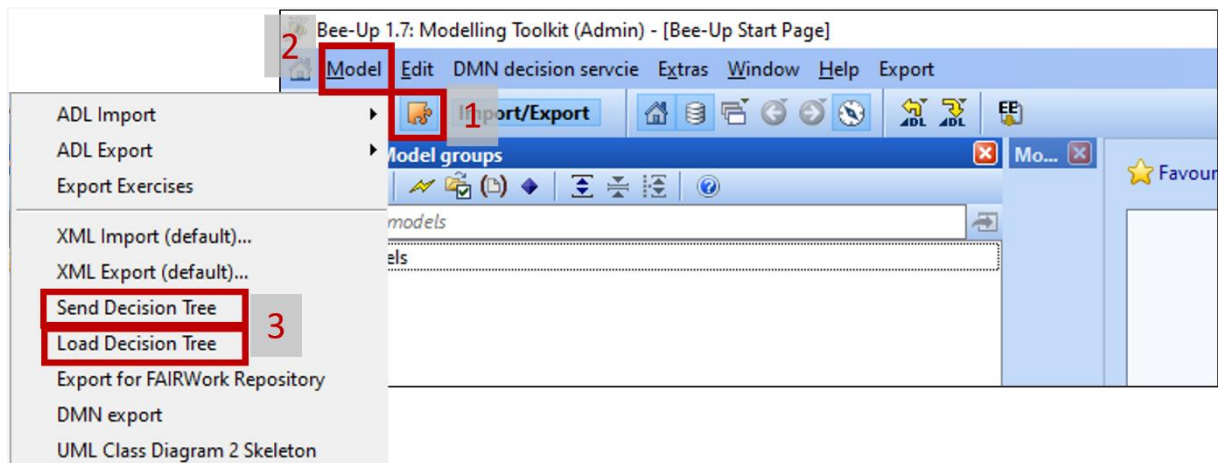 Bee-Up 1.7: Modelling Toolkit (Admin) - [Bee-Up Start Page]
2
Model Edit DMN decision servcie Extras Window Help Export
1
Import/Export
ADL ADL
EE
Model groups
Mo...
Favour
models
els
ADL Import
ADL Export
Export Exercises
XML Import (default)...
XML Export (default)...
Send Decision Tree
3
Load Decision Tree
Export for FAIRWork Repository
DMN export
UML Class Diagram 2 Skeleton